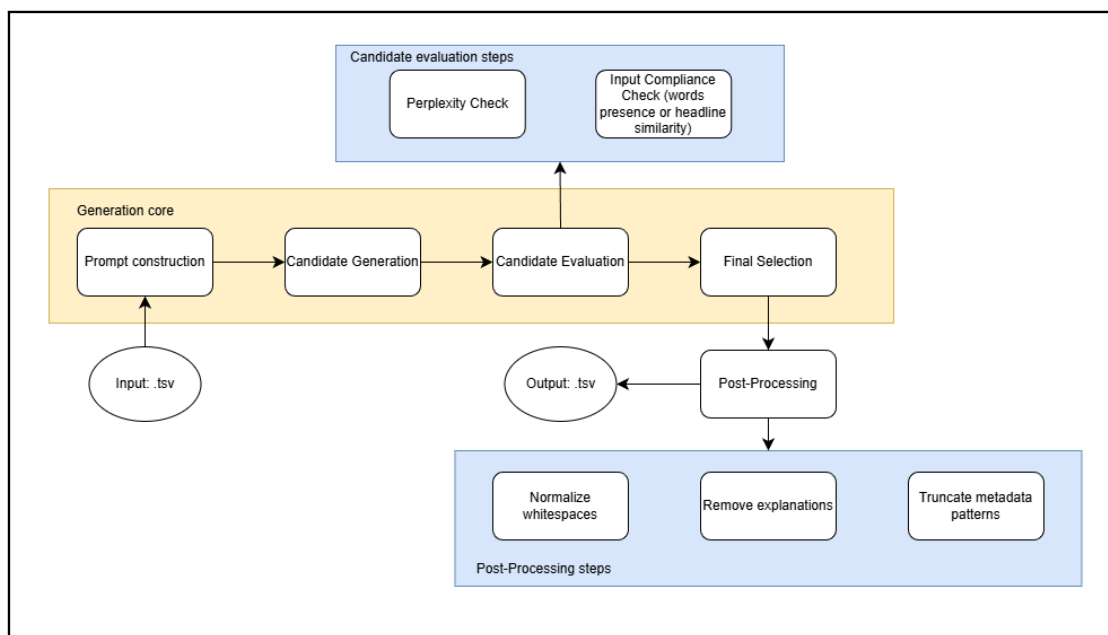 Candidate evaluation steps
Perplexity Check
Input Compliance
Check (words
presence or headline
similarity)
Generation core
Prompt construction
Candidate Generation
Candidate Evaluation
Final Selection
Input: .tsv
Output: .tsv
Post-Processing
Normalize
whitespaces
Remove explanations
Truncate metadata
patterns
Post-Processing steps